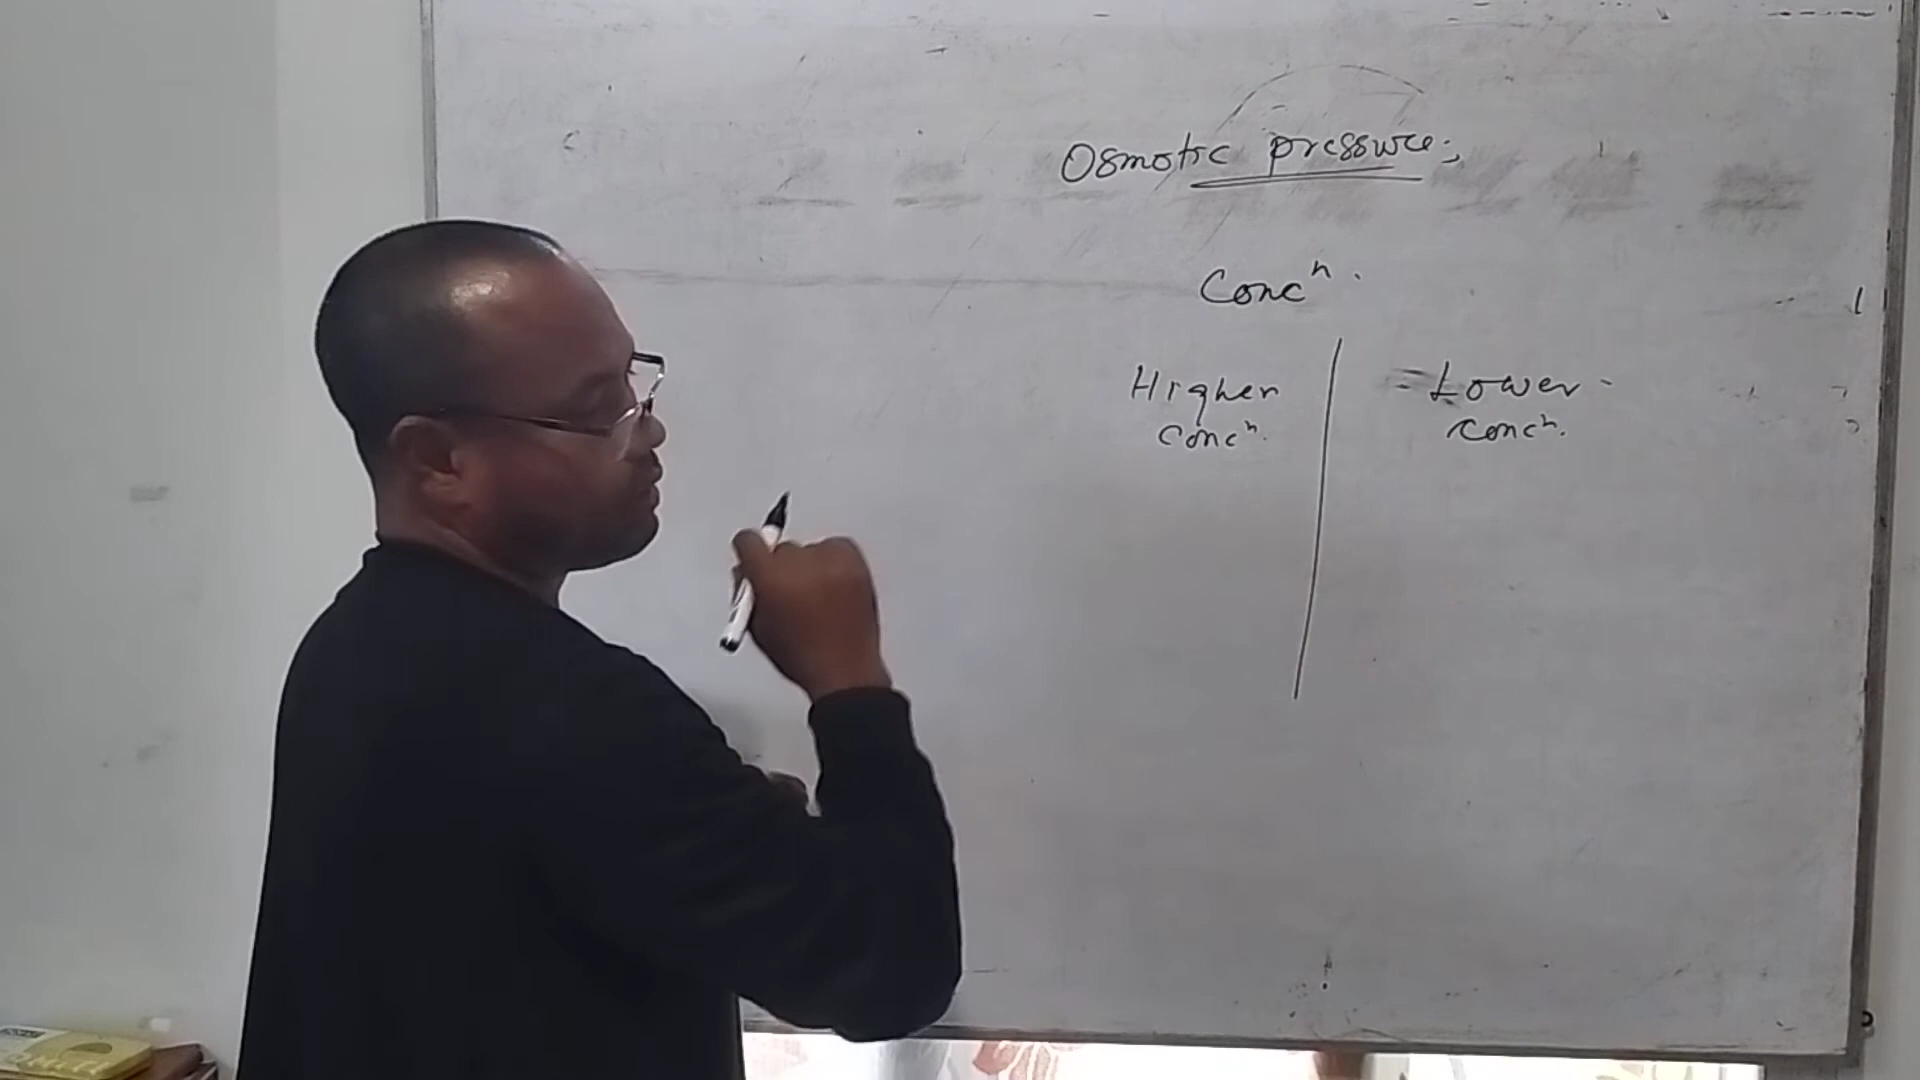 Osmotic pressure:,
Concⁿ.
Higher
concⁿ.
Lower
concⁿ.